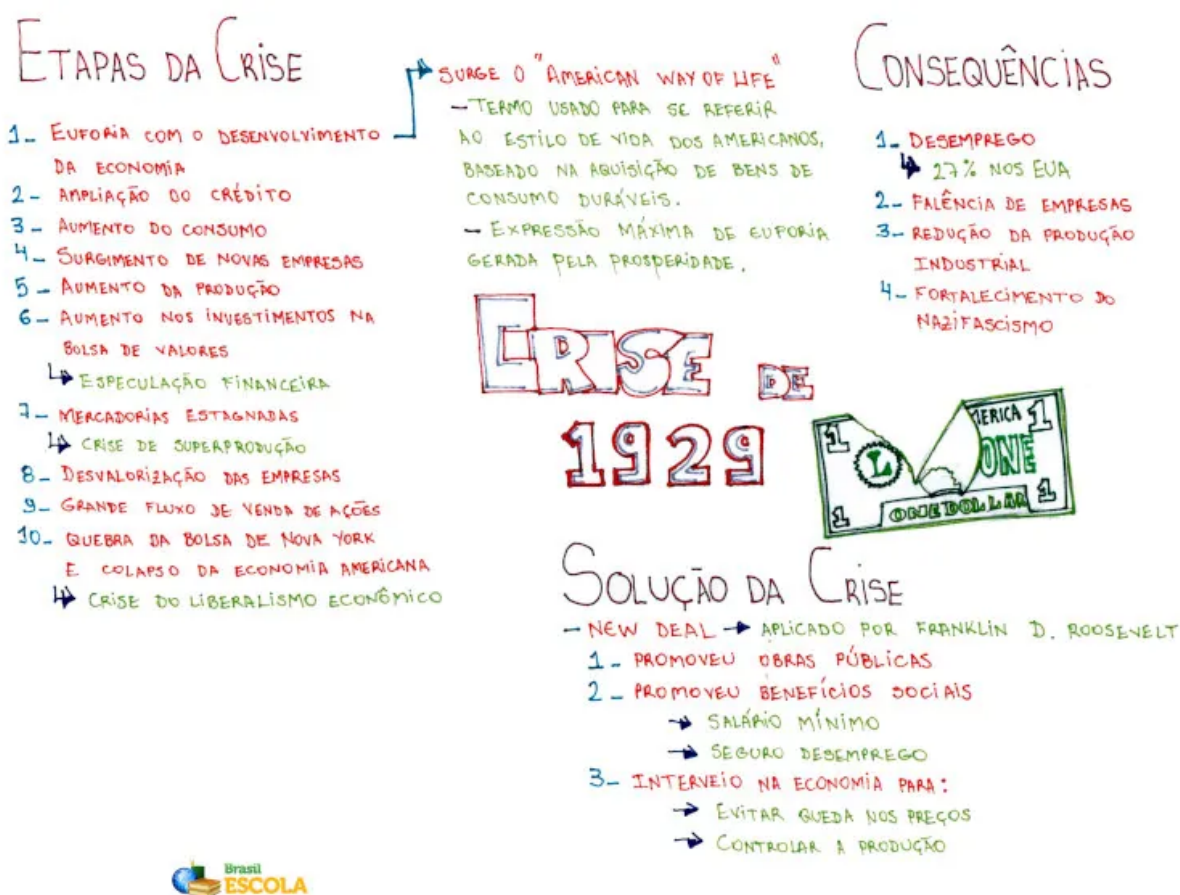 ETAPAS DA CRISE
1_ EUFORIA COM O DESENVOLVIMENTO
DA ECONOMIA
2- AMPLIAÇÃO DO CRÉDITO
3- AUMENTO DO CONSUMO
4_ SURGIMENTO DE NOVAS EMPRESAS
5- AUMENTO DA PRODUÇÃO
6- AUMENTO NOS INVESTIMENTOS NA
BOLSA DE VALORES
ESPECULAÇÃO FINANCEIRA
7- MERCADORIAS ESTAGNADAS
CRISE DE SUPERPRODUÇÃO
8- DESVALORIZAÇÃO DAS EMPRESAS
9- GRANDE FLUXO DE VENDA DE AÇÕES
10- QUEBRA DA BOLSA DE NOVA YORK
E COLAPSO DA ECONOMIA AMERICANA
CRISE DO LIBERALISMO ECONÔMICO
SURGE O "AMERICAN WAY OF LIFE"
- TERMO USADO PARA SE REFERIR
AO ESTILO DE VIDA DOS AMERICANOS,
BASEADO NA AQUISIÇÃO DE BENS DE
CONSUMO DURÁVEIS.
- EXPRESSÃO MÁXIMA DE EUFORIA
GERADA PELA PROSPERIDADE.
CONSEQUÊNCIAS
1_ DESEMPREGO
27% NOS EUA
2- FALÊNCIA DE EMPRESAS
3- REDUÇÃO DA PRODUÇÃO
INDUSTRIAL
4- FORTALECIMENTO DO
NAZIFASCISMO
CRISE DE
1929
1 MERICA 1
L ONE
1 ONE DOLLAR 1
1
SOLUÇÃO DA CRISE
- NEW DEAL → APLICADO POR FRANKLIN D. ROOSEVELT
1_ PROMOVEU OBRAS PÚBLICAS
2_ PROMOVEU BENEFÍCIOS SOCIAIS
→ SALÁRIO MÍNIMO
→ SEGURO DESEMPREGO
3_ INTERVEIO NA ECONOMIA PARA:
→ EVITAR QUEDA NOS PREÇOS
→ CONTROLAR A PRODUÇÃO
Brasil
ESCOLA